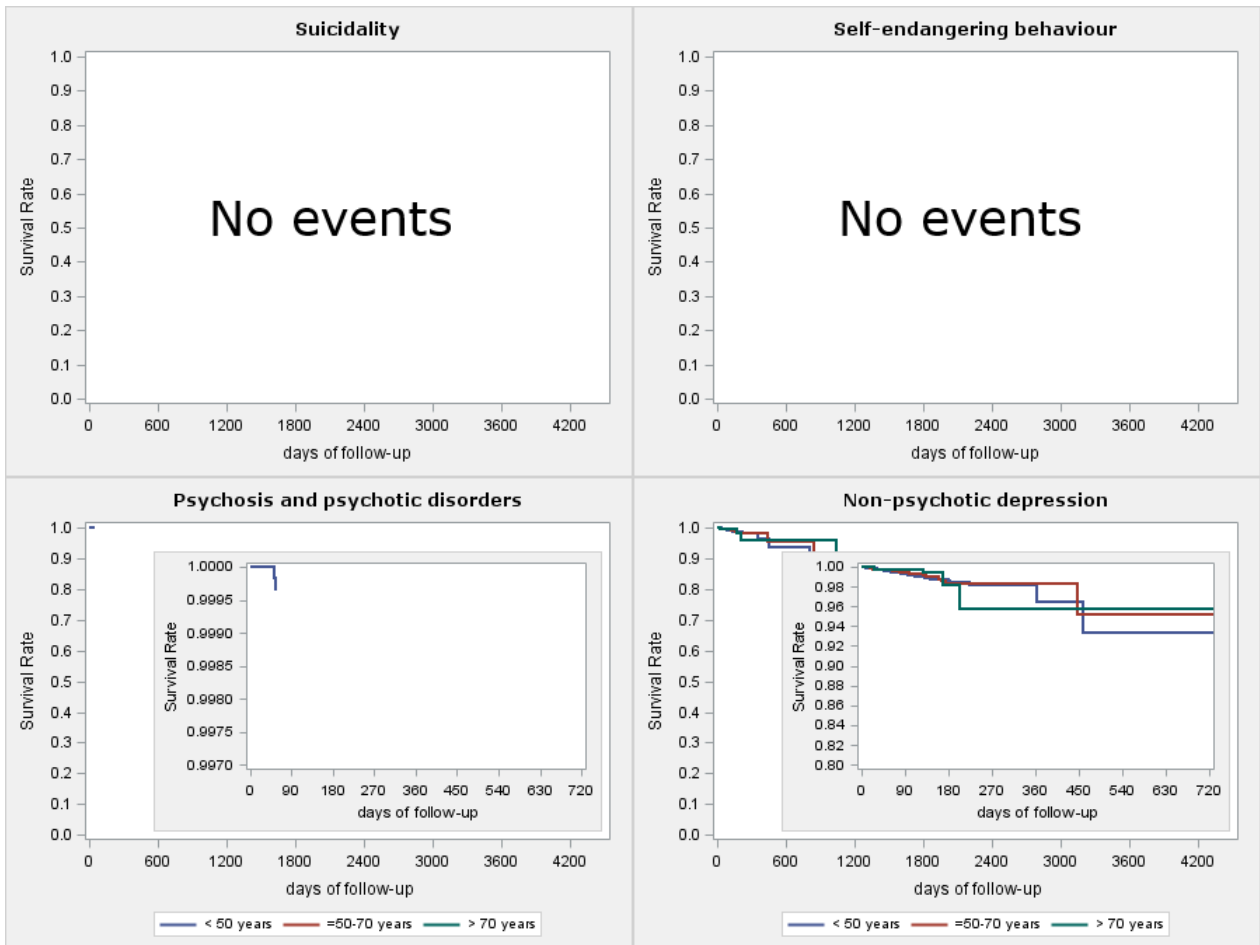 Suicidality
Survival Rate
1.0
0.9
0.8
0.7
0.6
0.5
0.4
0.3
0.2
0.1
0.0
No events
0 600 1200 1800 2400 3000 3600 4200
days of follow-up
Self-endangering behaviour
Survival Rate
1.0
0.9
0.8
0.7
0.6
0.5
0.4
0.3
0.2
0.1
0.0
No events
0 600 1200 1800 2400 3000 3600 4200
days of follow-up
Psychosis and psychotic disorders
Survival Rate
1.0
0.9
0.8
0.7
0.6
0.5
0.4
0.3
0.2
0.1
0.0
Survival Rate
1.00000
0.9995
0.9990
0.9985
0.9980
0.9975
0.9970
0 90 180 270 360 450 540 630 720
days of follow-up
0 600 1200 1800 2400 3000 3600 4200
days of follow-up
< 50 years =50-70 years > 70 years
Non-psychotic depression
Survival Rate
1.0
0.9
0.8
0.7
0.6
0.5
0.4
0.3
0.2
0.1
0.0
Survival Rate
1.00
0.98
0.96
0.94
0.92
0.90
0.88
0.86
0.84
0.82
0.80
0 90 180 270 360 450 540 630 720
days of follow-up
0 600 1200 1800 2400 3000 3600 4200
days of follow-up
< 50 years =50-70 years > 70 years